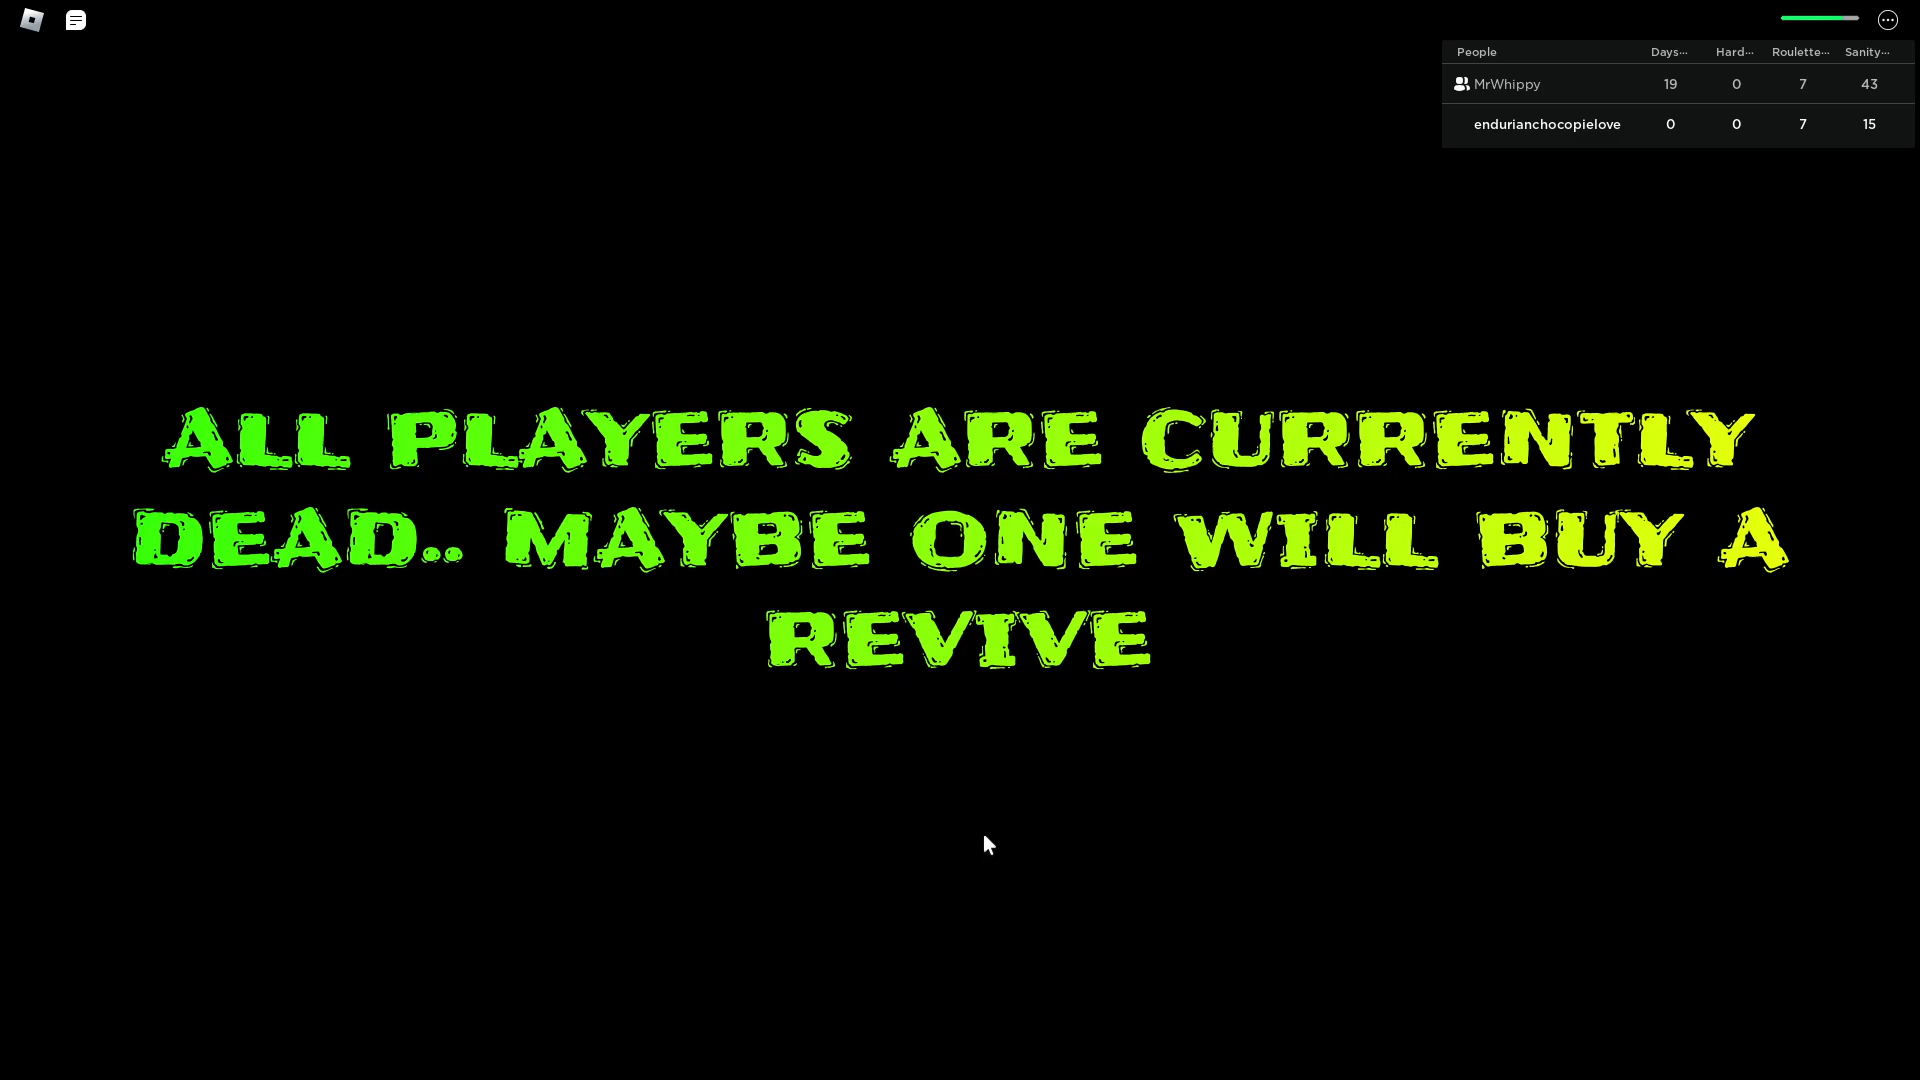 People Days... Hard... Roulette... Sanity...
MrWhippy 19 0 7 43
endurianchocopielove 0 0 7 15
ALL PLAYERS ARE CURRENTLY
DEAD.. MAYBE ONE WILL BUY A
REVIVE